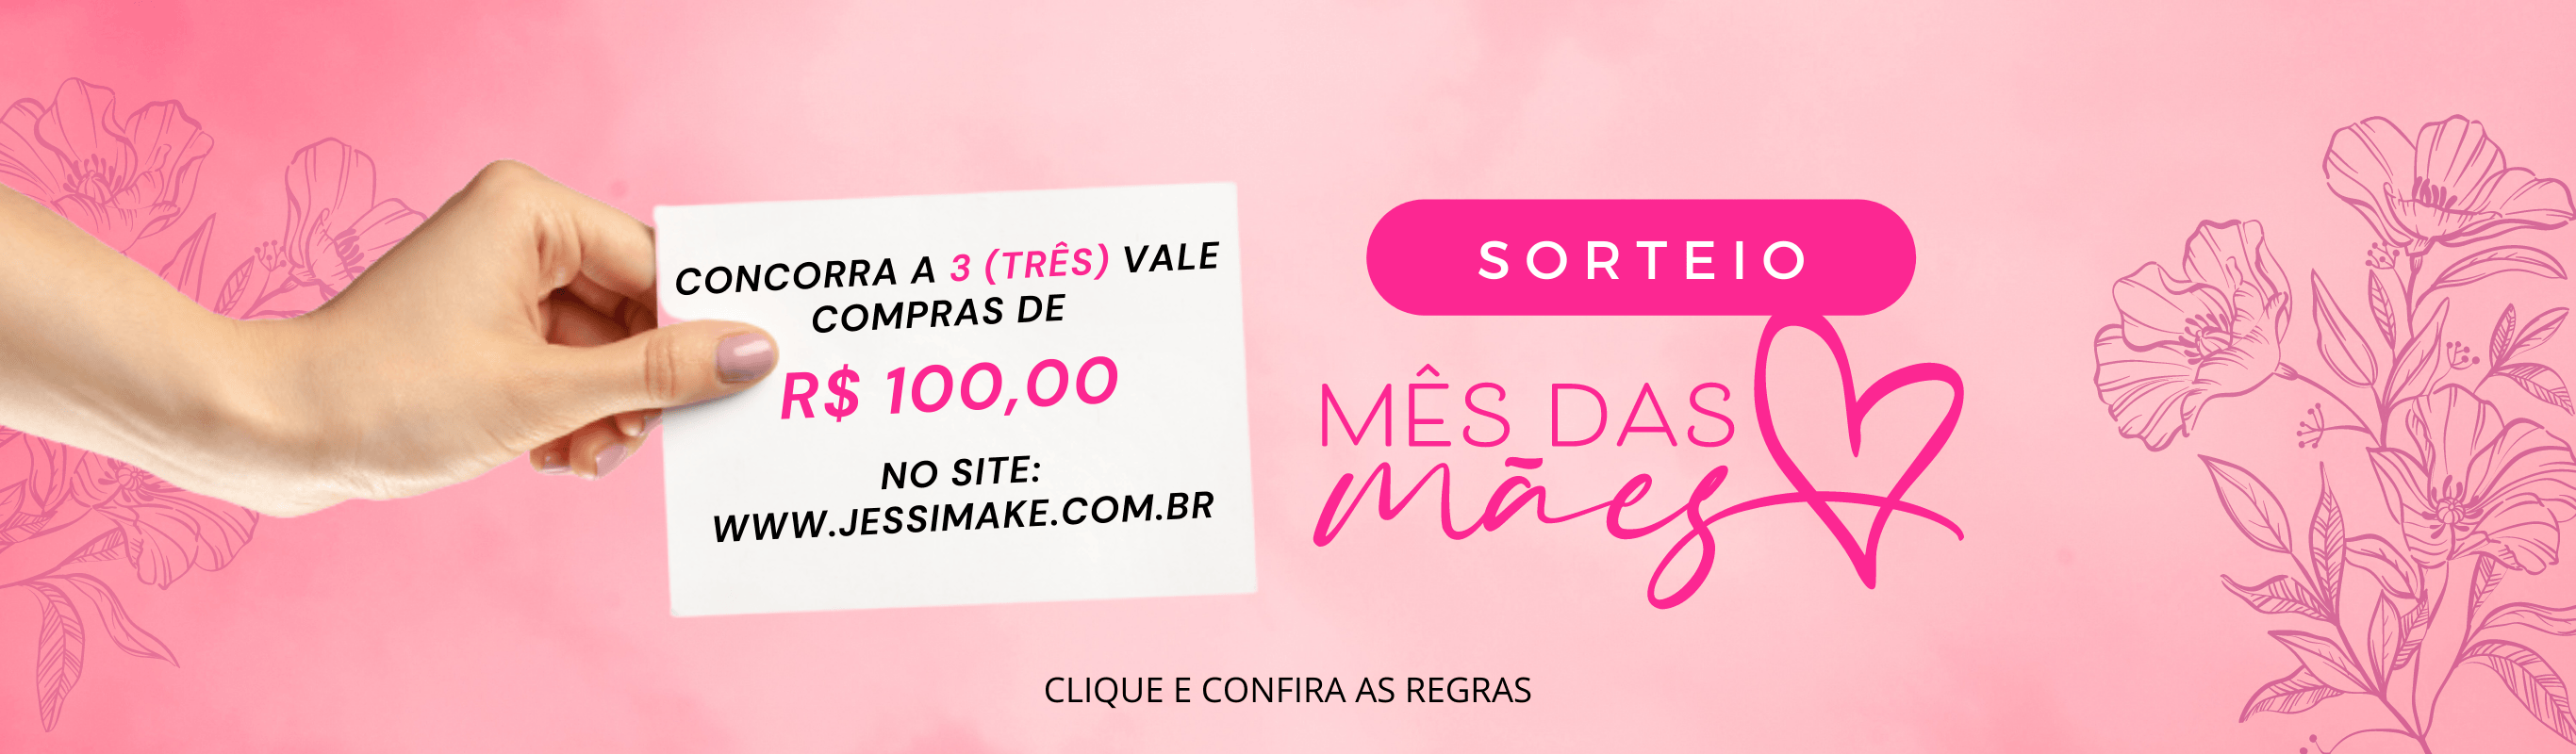 CONCORRA A 3 (TRÊS) VALE
COMPRAS DE
R$ 100,00
NO SITE:
WWW.JESSIMAKE.COM.BR
SORTEIO
MÊS DAS
mães
CLIQUE E CONFIRA AS REGRAS